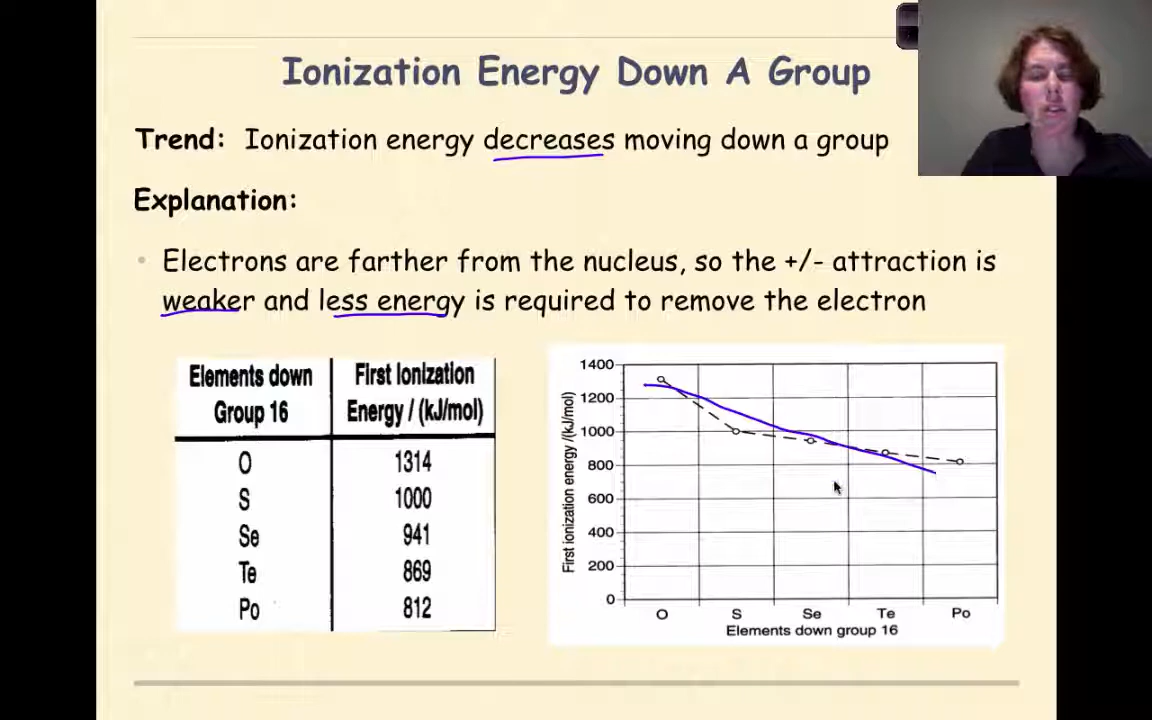 Ionization Energy Down A Group
Trend: Ionization energy decreases moving down a group
Explanation:
• Electrons are farther from the nucleus, so the +/- attraction is
weaker and less energy is required to remove the electron
Elements down First Ionization
Group 16 Energy / (kJ/mol)
O 1314
S 1000
Se 941
Te 869
Po 812
First ionization energy /(kJ/mol)
1400
1200
1000
800
600
400
200
0
O S Se Te Po
Elements down group 16